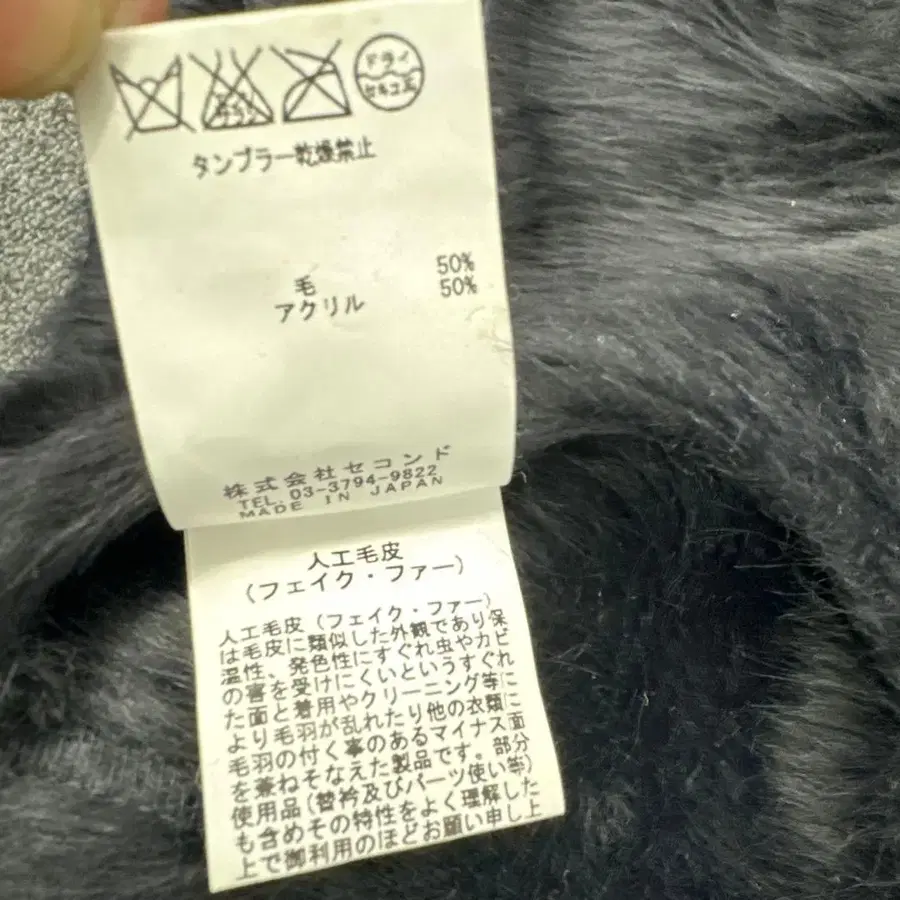 ドライ
セキユ系
エンソ
サラシ
タンブラー乾燥禁止
毛 50%
アクリル 50%
株式会社セコンド
TEL. 03-3794-9822
MADE IN JAPAN
人工毛皮
（フェイク・ファー）
人工毛皮（フェイク・ファー）
は毛皮に類似した外観であり保
温性、発色性にすぐれ虫やカビ
の害を受けにくいというすぐれ
た面と着用やクリーニング等に
より毛羽が乱れたり他の衣類に
毛羽の付く事のあるマイナス面
を兼ねそなえた製品です。部分
使用品（替衿及びパーツ使い等）
も含めその特性をよく理解した
上で御利用のほどお願い申し上